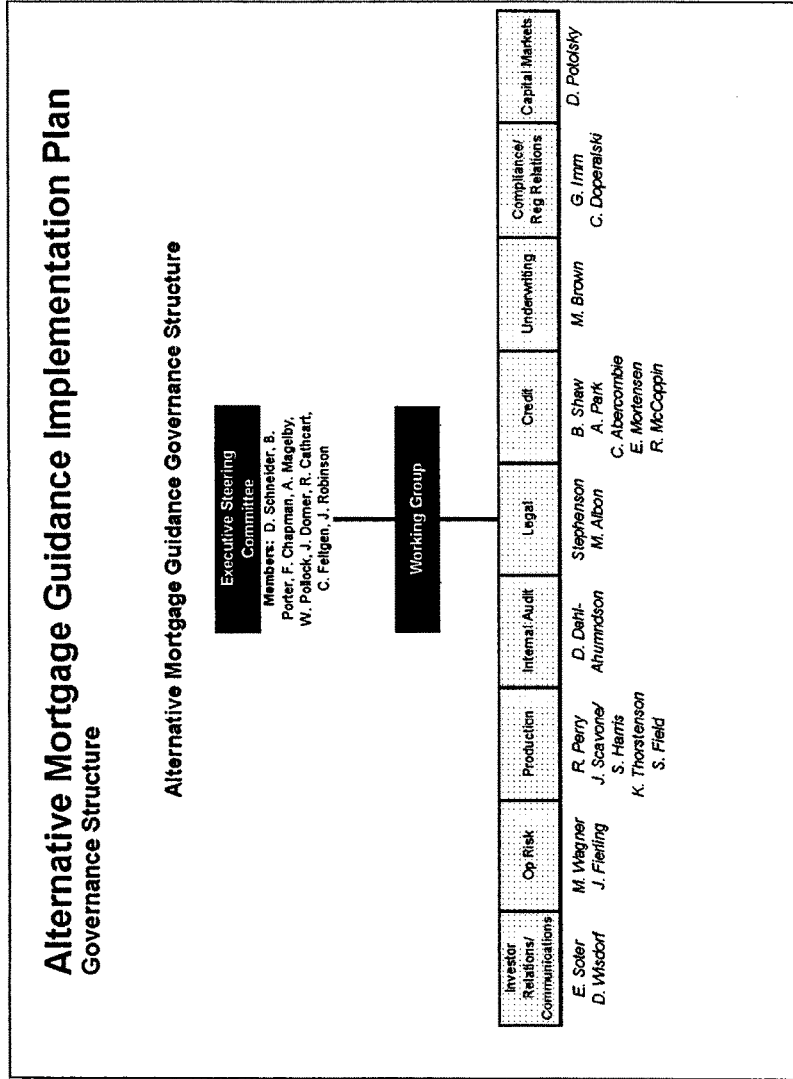 Alternative Mortgage Guidance Implementation Plan
Governance Structure
Alternative Mortgage Guidance Governance Structure
Executive Steering
Committee
Members: D. Schneider, B.
Porter, F. Chapman, A. Magelby,
W. Pollock, J. Domer, R. Cathcart,
C. Feltgen, J. Robinson
Working Group
Investor
Relations/
Communications
E. Soter
D. Wisdorf
Op Risk
M. Wagner
J. Fierling
Production
R. Perry
J. Scavone/
S. Harris
K. Thorstenson
S. Field
Internal Audit
D. Dahl-
Ahumndson
Legal
Stephenson
M. Albon
Credit
B. Shaw
A. Park
C. Abercombie
E. Mortensen
R. McCoppin
Underwriting
M. Brown
Compliance/
Reg Relations
G. Imm
C. Doperalski
Capital Markets
D. Potolsky